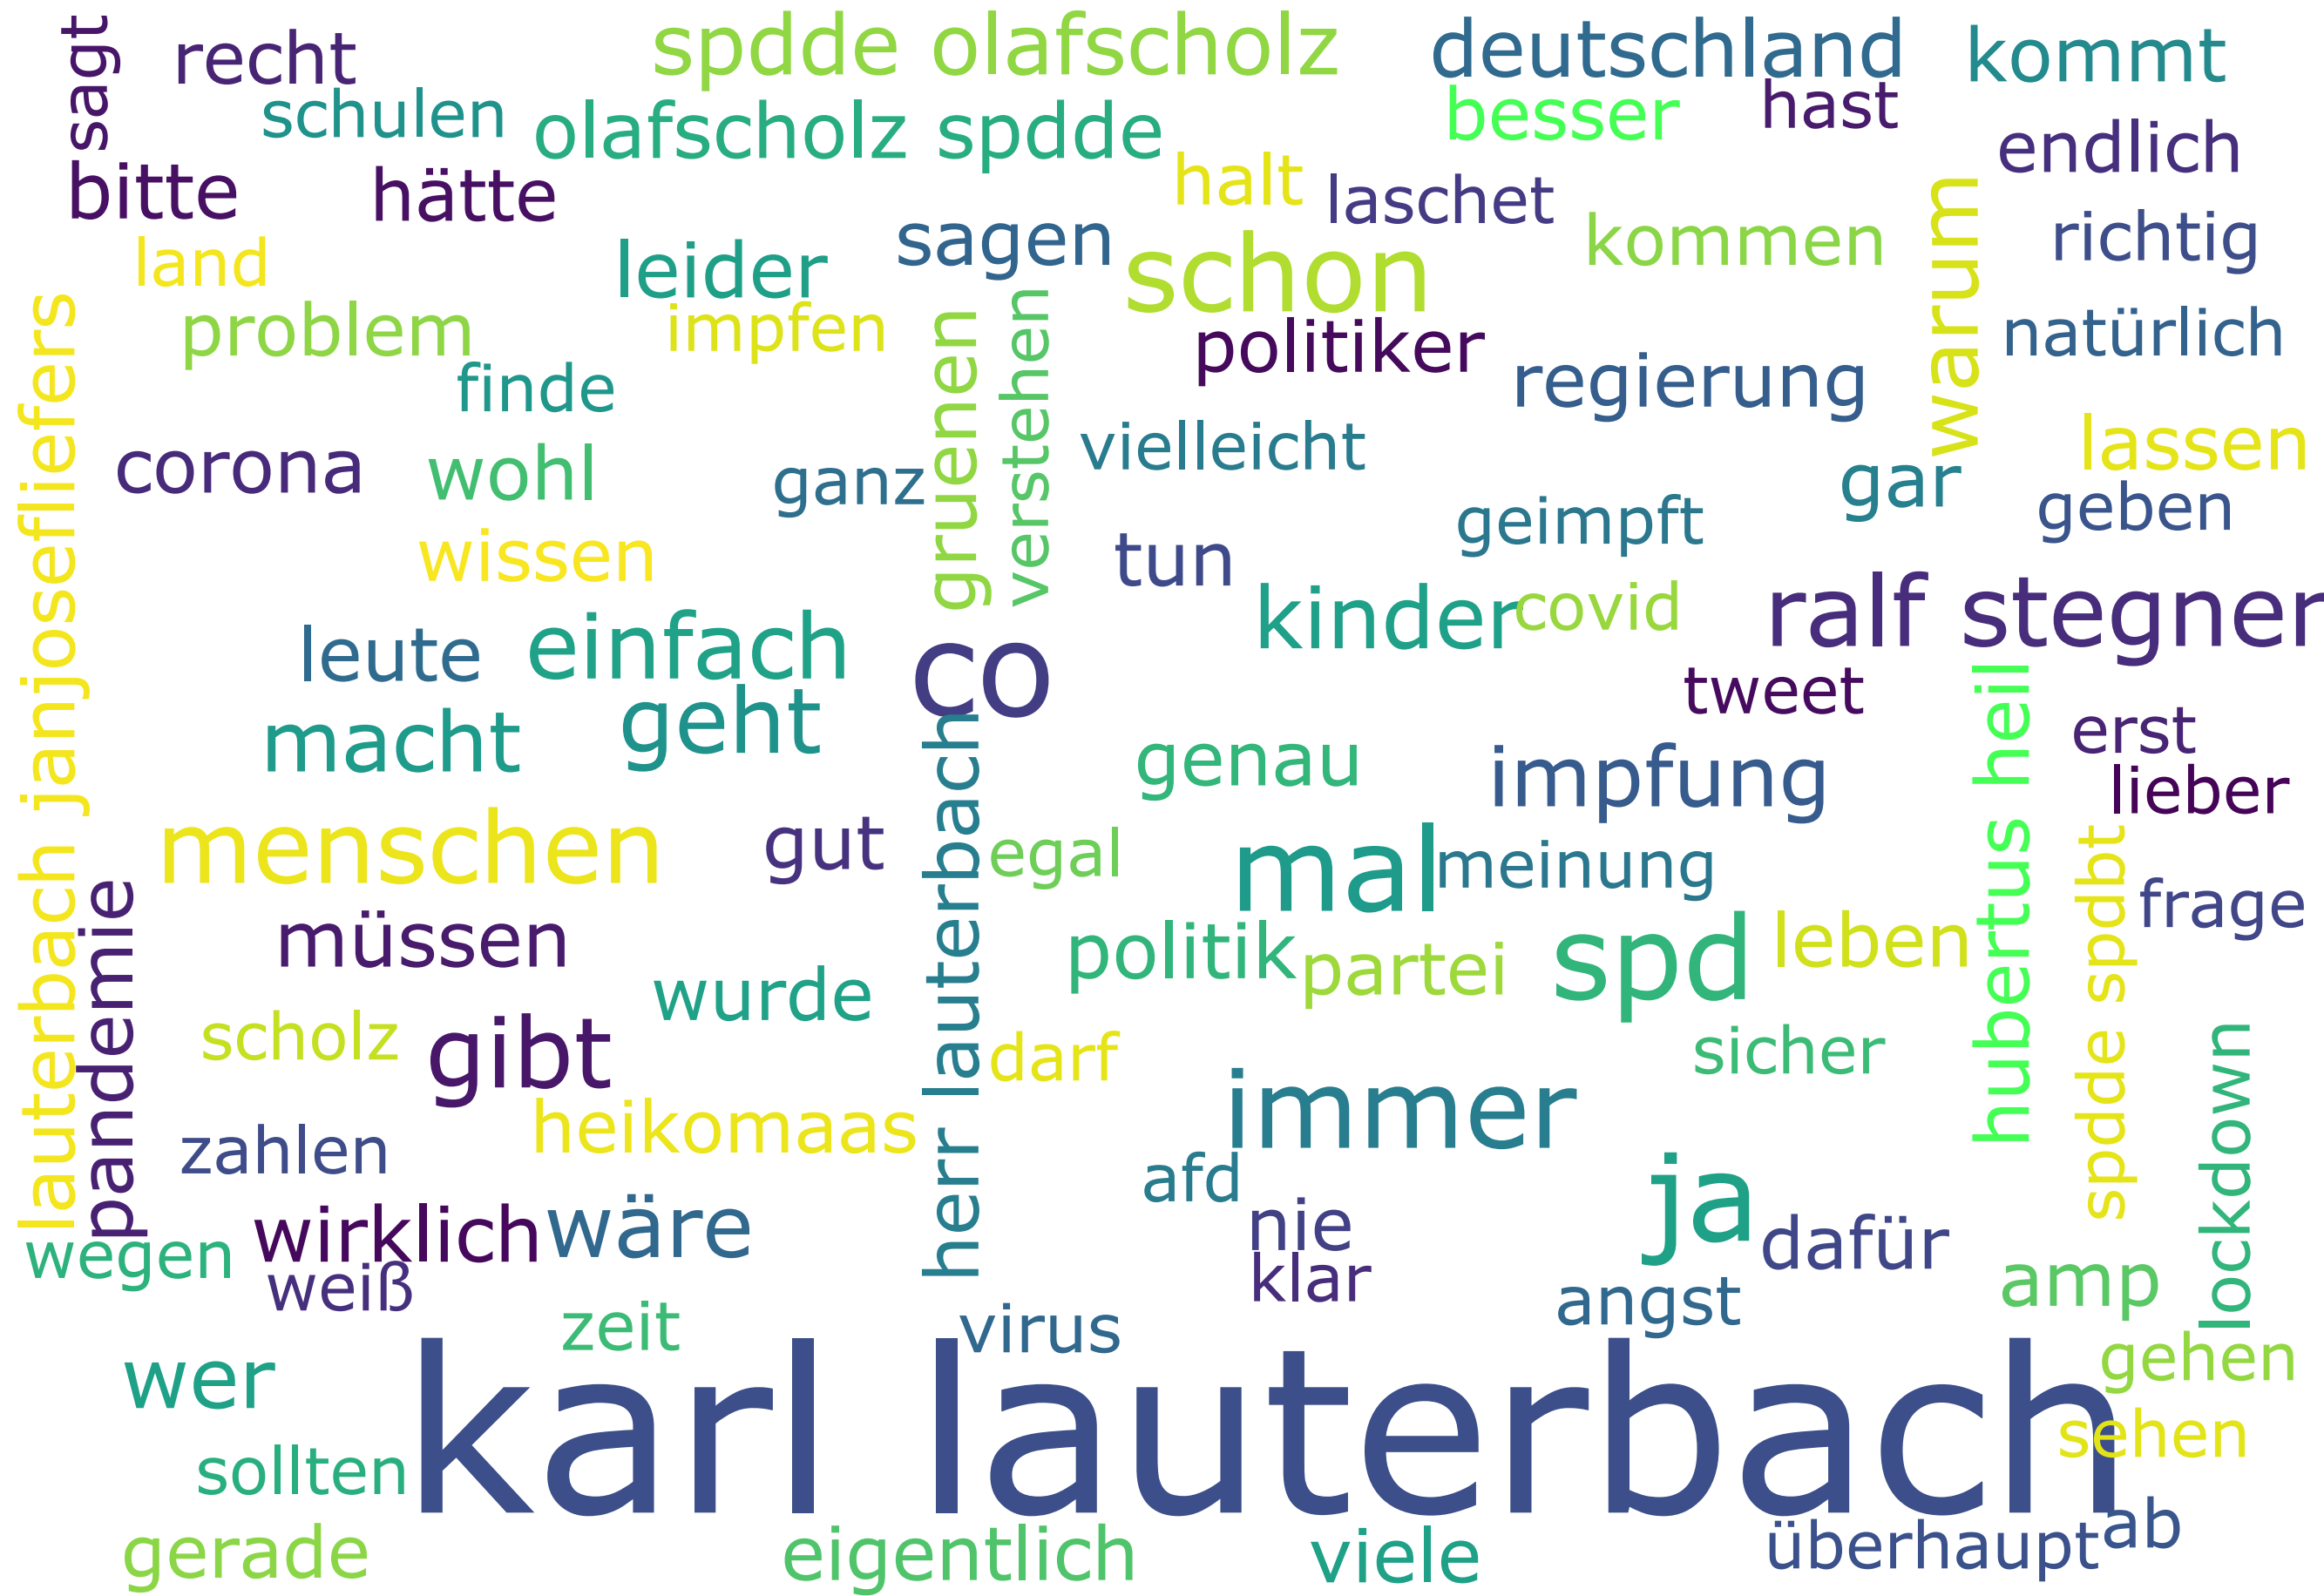 sagt
recht
spdde olafscholz
deutschland
kommt
schulen
olafscholz spdde
besser
hast
endlich
bitte
hätte
halt
laschet
warum
land
leider
sagen
schon
kommen
richtig
problem
impfen
gruenen
verstehen
politiker
regierung
natürlich
lauterbach janjosefliefers
finde
corona
wohl
ganz
vielleicht
gar
lassen
wissen
tun
geimpft
geben
leute
einfach
co
kinder
covid
ralf stegner
macht
geht
herr lauterbach
genau
impfung
tweet
hubertus heil
erst
lieber
menschen
gut
egal
mal
meinung
spdde spdbt
frage
pandemie
müssen
wurde
politik
partei
spd
leben
scholz
gibt
darf
immer
sicher
lockdown
zahlen
heikomaas
afd
ja
wegen
wirklich
wäre
nie
dafür
weiß
zeit
virus
klar
angst
amp
wer
karl lauterbach
gehen
sollten
sehen
gerade
eigentlich
viele
überhaupt
ab